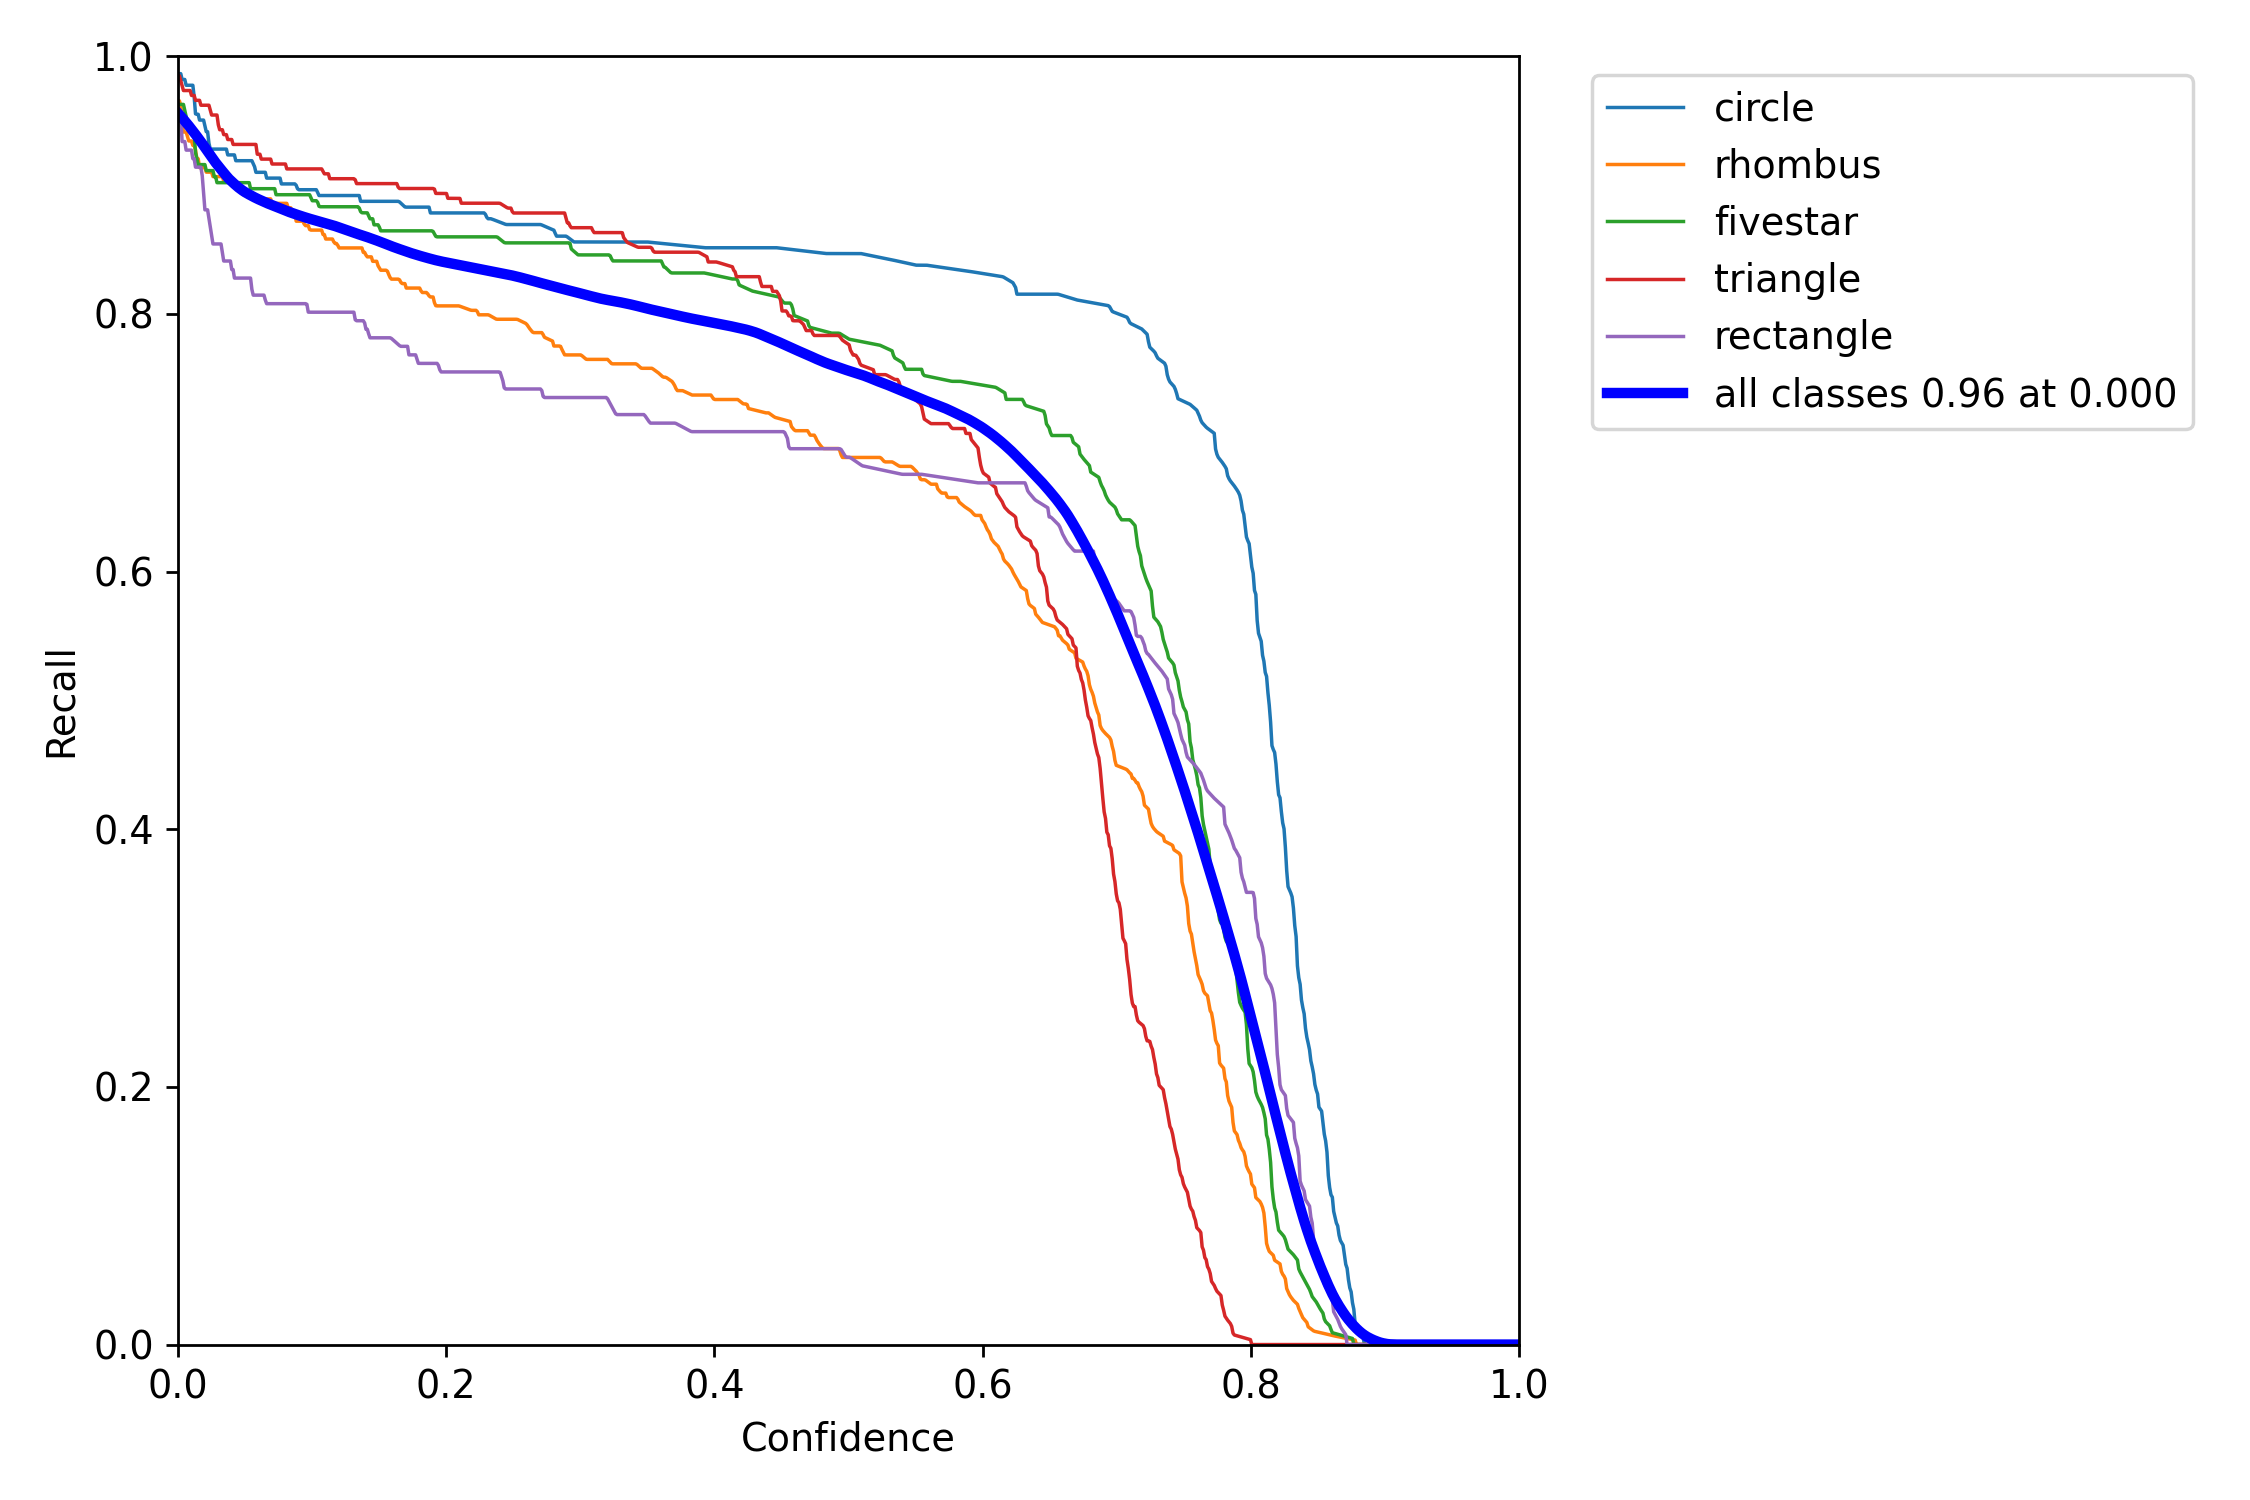 1.0
0.8
0.6
0.4
0.2
0.0
Recall
0.0 0.2 0.4 0.6 0.8 1.0
Confidence
circle
rhombus
fivestar
triangle
rectangle
all classes 0.96 at 0.000